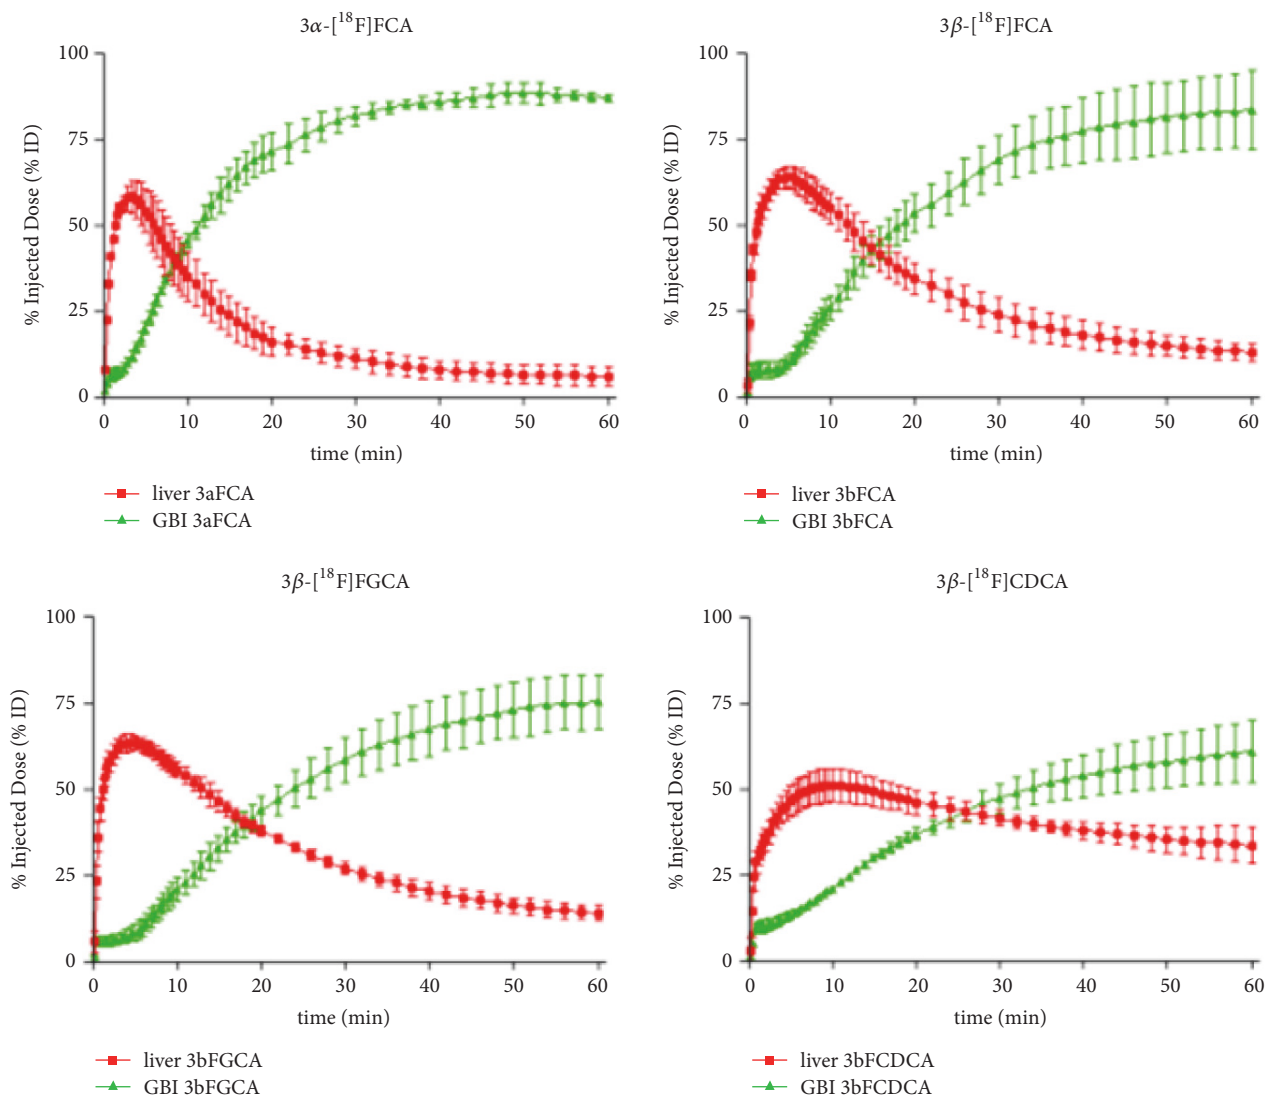 3α-[¹⁸F]FCA
% Injected Dose (% ID)
100
75
50
25
0
0 10 20 30 40 50 60
time (min)
liver 3aFCA
GBI 3aFCA
3β-[¹⁸F]FCA
% Injected Dose (% ID)
100
75
50
25
0
0 10 20 30 40 50 60
time (min)
liver 3bFCA
GBI 3bFCA
3β-[¹⁸F]FGCA
% Injected Dose (% ID)
100
75
50
25
0
0 10 20 30 40 50 60
time (min)
liver 3bFGCA
GBI 3bFGCA
3β-[¹⁸F]CDCA
% Injected Dose (% ID)
100
75
50
25
0
0 10 20 30 40 50 60
time (min)
liver 3bFCDCA
GBI 3bFCDCA